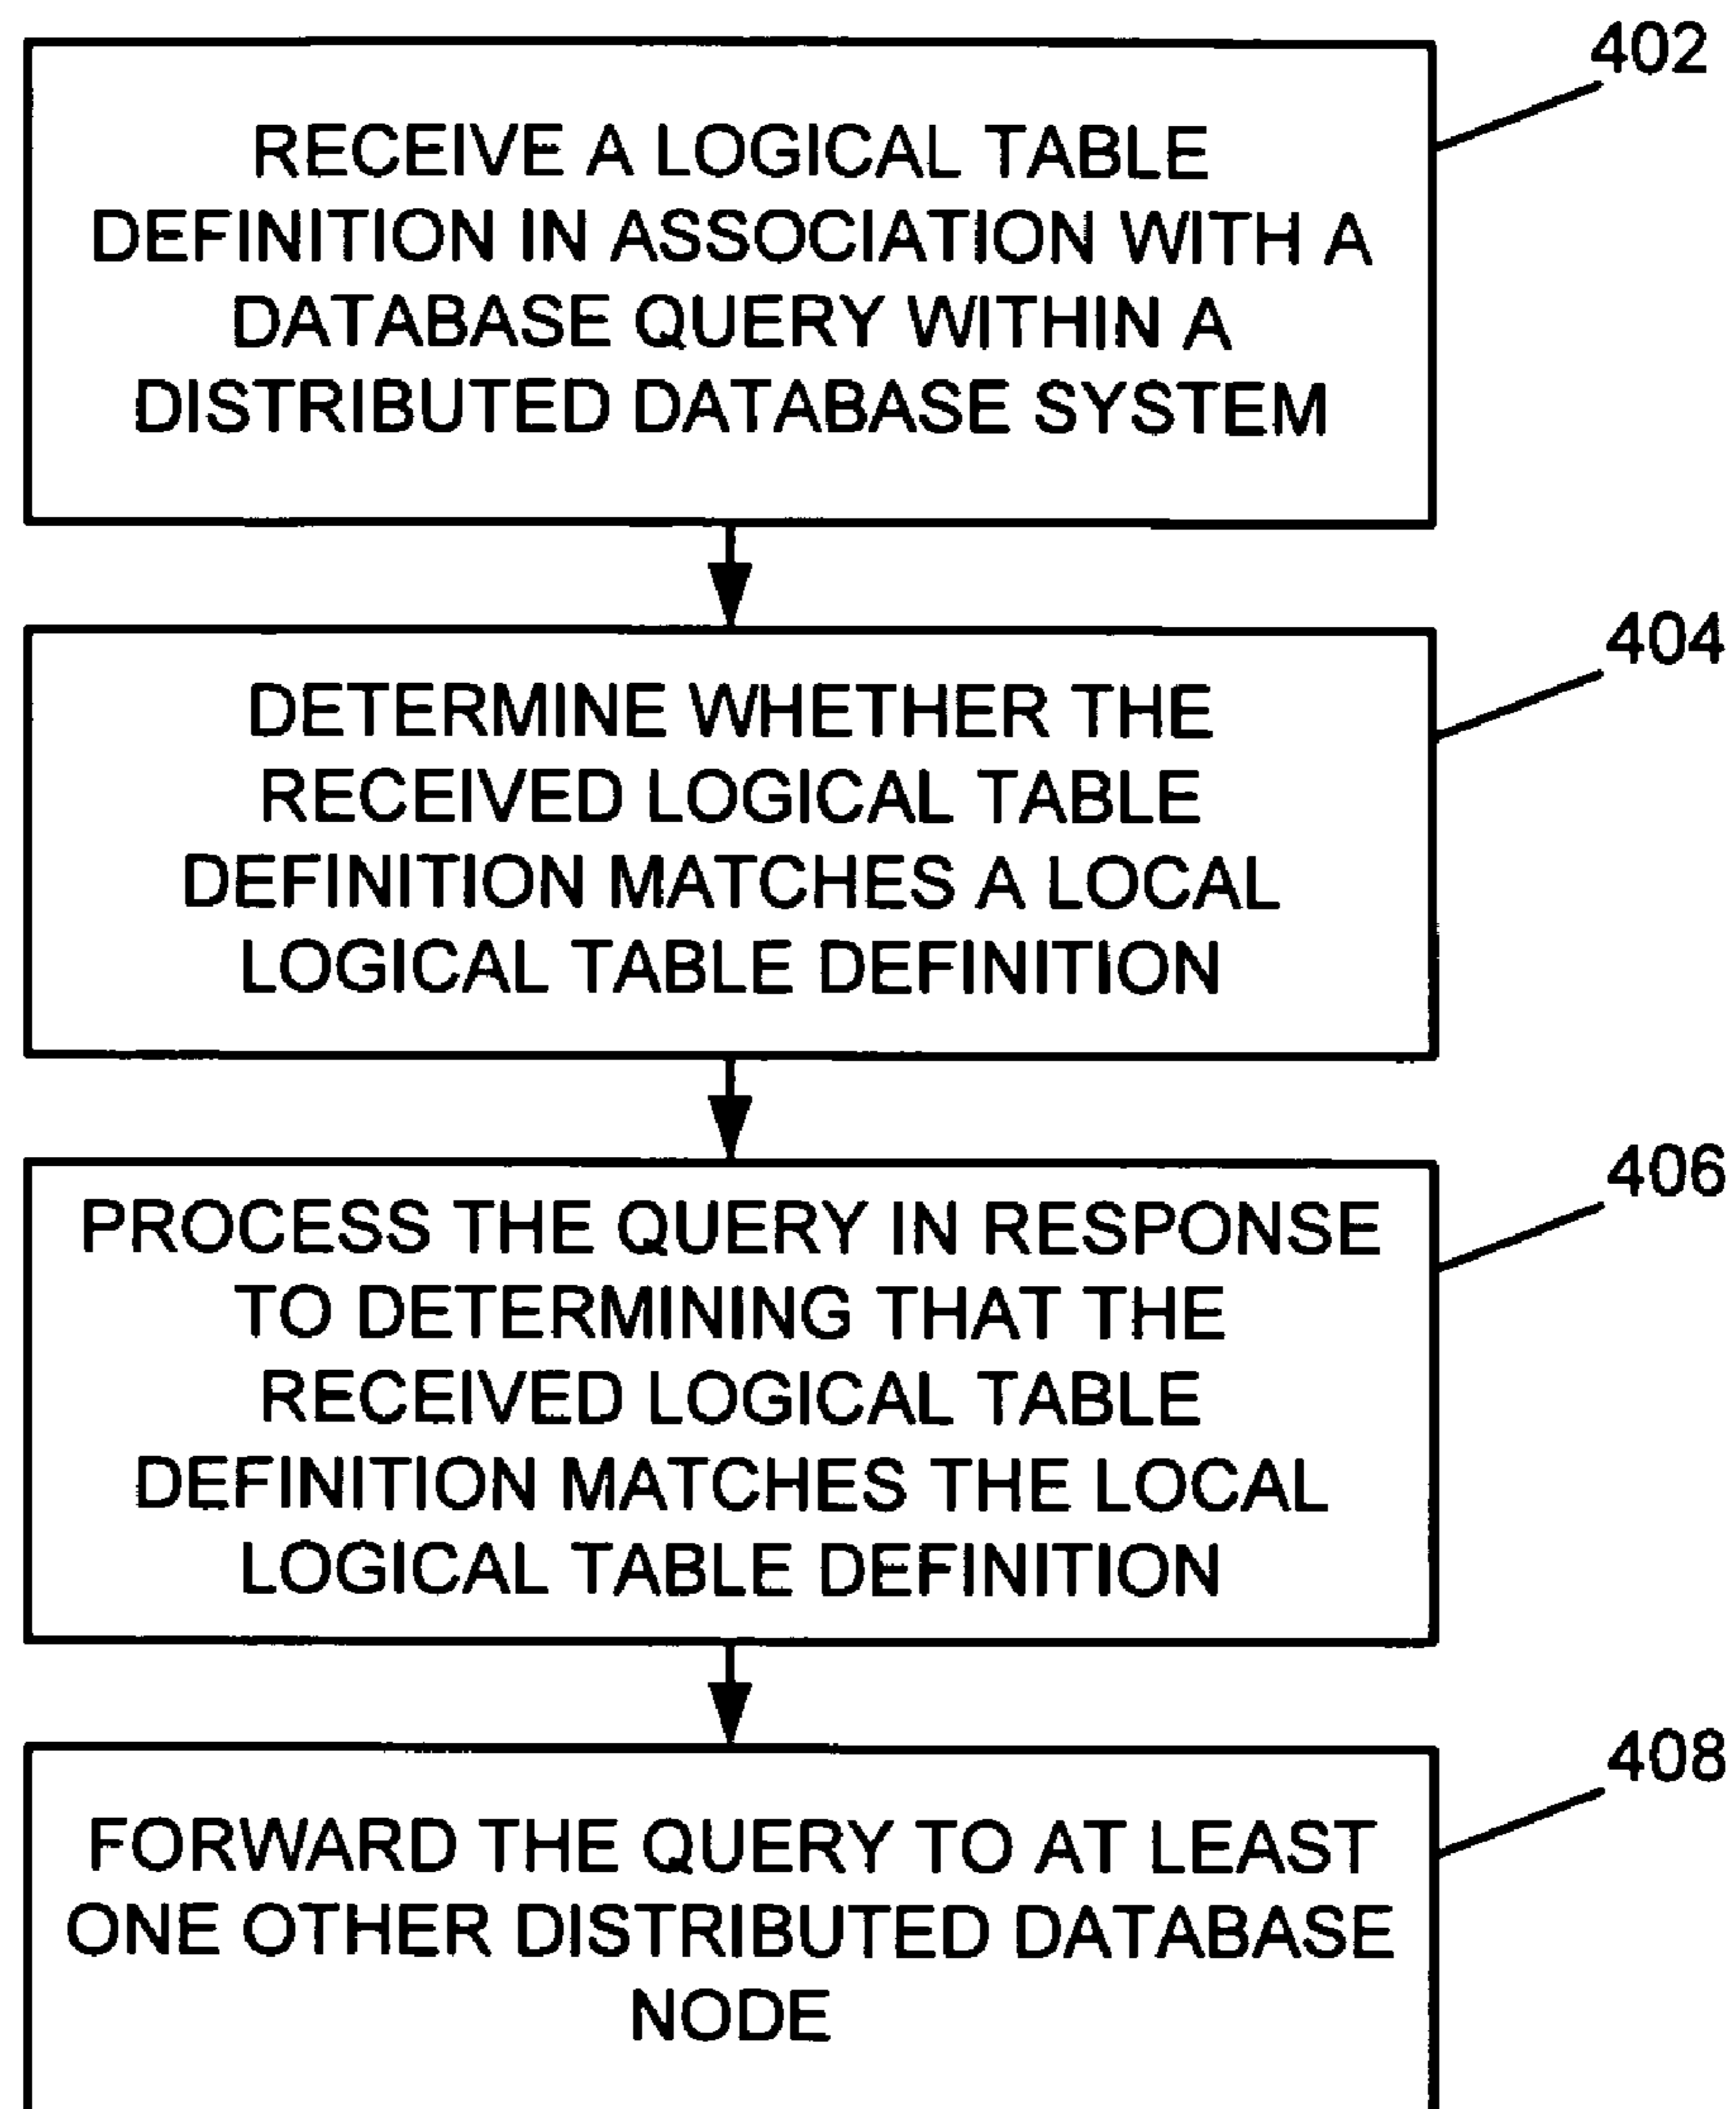 402
RECEIVE A LOGICAL TABLE
DEFINITION IN ASSOCIATION WITH A
DATABASE QUERY WITHIN A
DISTRIBUTED DATABASE SYSTEM
404
DETERMINE WHETHER THE
RECEIVED LOGICAL TABLE
DEFINITION MATCHES A LOCAL
LOGICAL TABLE DEFINITION
406
PROCESS THE QUERY IN RESPONSE
TO DETERMINING THAT THE
RECEIVED LOGICAL TABLE
DEFINITION MATCHES THE LOCAL
LOGICAL TABLE DEFINITION
408
FORWARD THE QUERY TO AT LEAST
ONE OTHER DISTRIBUTED DATABASE
NODE